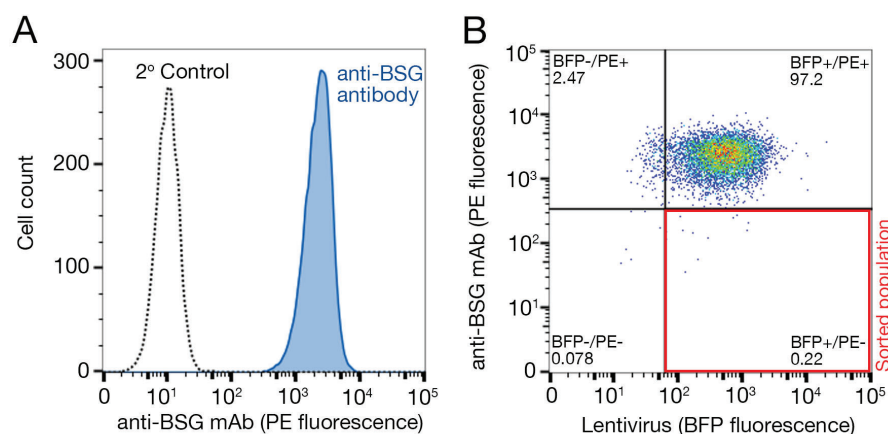 A
300
200
100
0
Cell count
2° Control
anti-BSG
antibody
0 10¹ 10² 10³ 10⁴ 10⁵
anti-BSG mAb (PE fluorescence)
B
10⁵
10⁴
10³
10²
10¹
0
anti-BSG mAb (PE fluorescence)
BFP-/PE+
2.47
BFP+/PE+
97.2
BFP-/PE-
0.078
BFP+/PE-
0.22
Sorted population
0 10¹ 10² 10³ 10⁴ 10⁵
Lentivirus (BFP fluorescence)